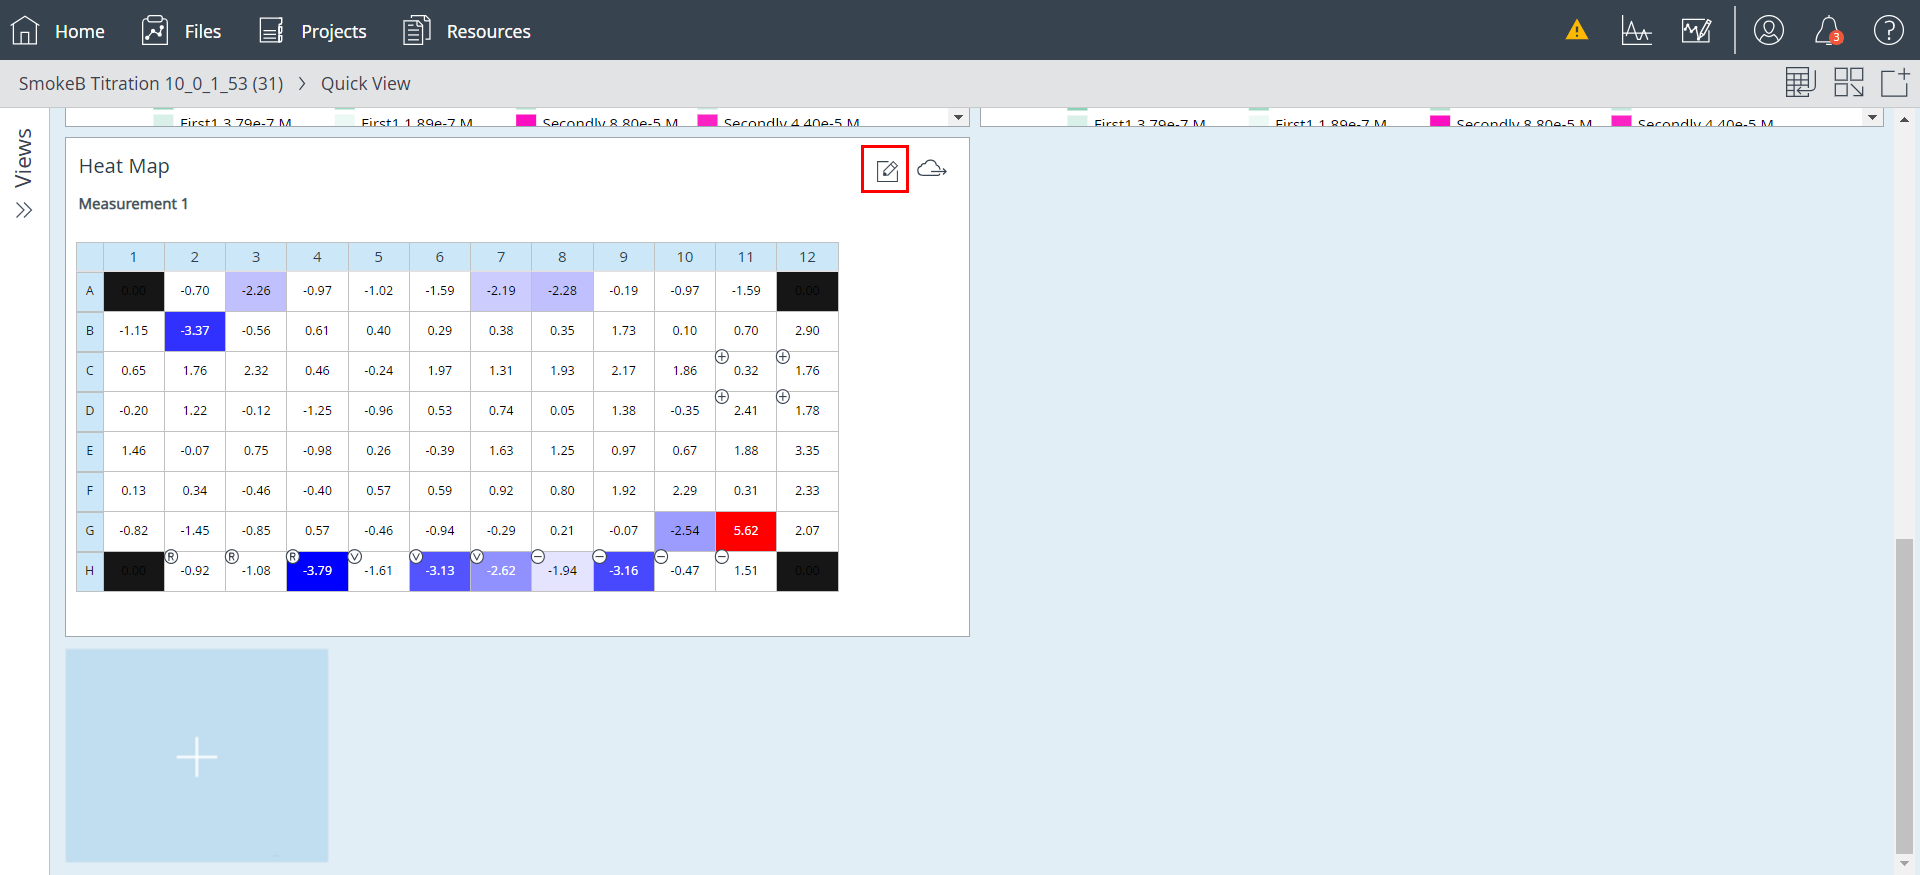 Home Files Projects Resources 3 ?
SmokeB Titration 10_0_1_53 (31) > Quick View
First1 3.79e-7 M First1 1.89e-7 M Secondly 8.80e-5 M Secondly 4.40e-5 M First1 3.79e-7 M First1 1.89e-7 M Secondly 8.80e-5 M Secondly 4.40e-5 M
Views
Heat Map
Measurement 1
1 2 3 4 5 6 7 8 9 10 11 12
A 0.00 -0.70 -2.26 -0.97 -1.02 -1.59 -2.19 -2.28 -0.19 -0.97 -1.59 0.00
B -1.15 -3.37 -0.56 0.61 0.40 0.29 0.38 0.35 1.73 0.10 0.70 2.90
C 0.65 1.76 2.32 0.46 -0.24 1.97 1.31 1.93 2.17 1.86 0.32 1.76
D -0.20 1.22 -0.12 -1.25 -0.96 0.53 0.74 0.05 1.38 -0.35 2.41 1.78
E 1.46 -0.07 0.75 -0.98 0.26 -0.39 1.63 1.25 0.97 0.67 1.88 3.35
F 0.13 0.34 -0.46 -0.40 0.57 0.59 0.92 0.80 1.92 2.29 0.31 2.33
G -0.82 -1.45 -0.85 0.57 -0.46 -0.94 -0.29 0.21 -0.07 -2.54 5.62 2.07
R R R V V V
H 0.00 -0.92 -1.08 -3.79 -1.61 -3.13 -2.62 -1.94 -3.16 -0.47 1.51 0.00